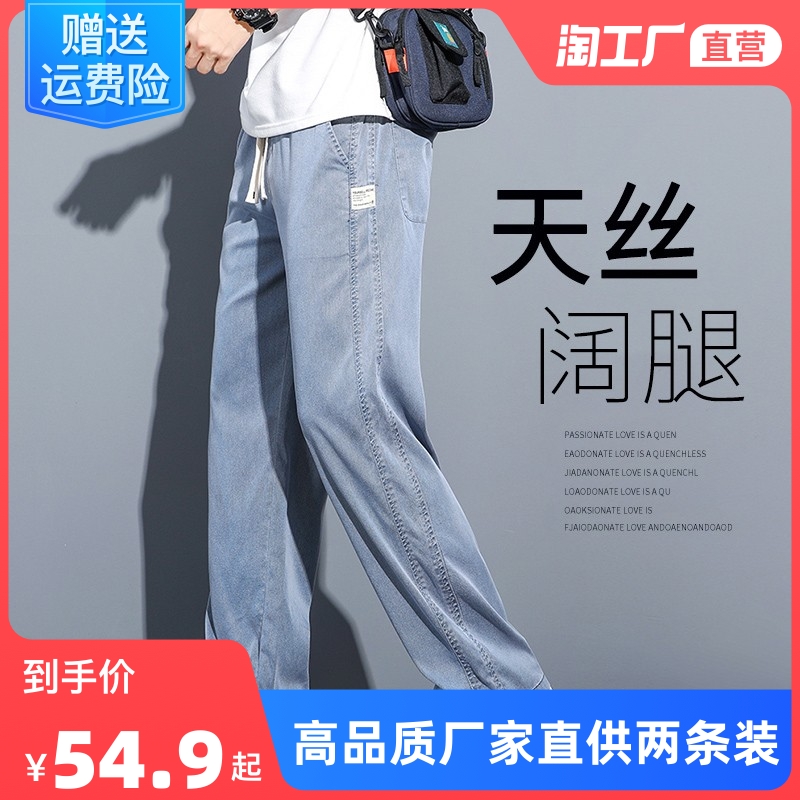 赠送
运费险
淘工厂 直营
天丝
阔腿
PASSIONATE LOVE IS A QUEN
EAODONATE LOVE IS A QUENCHLESS
JIADANONATE LOVE IS A QUENCHL
LOAODONATE LOVE IS A QU
OAOKSIONATE LOVE IS
FJAIODAONATE LOVE ANDOAENOANDOAOD
到手价
¥54.9起
高品质厂家直供两条装